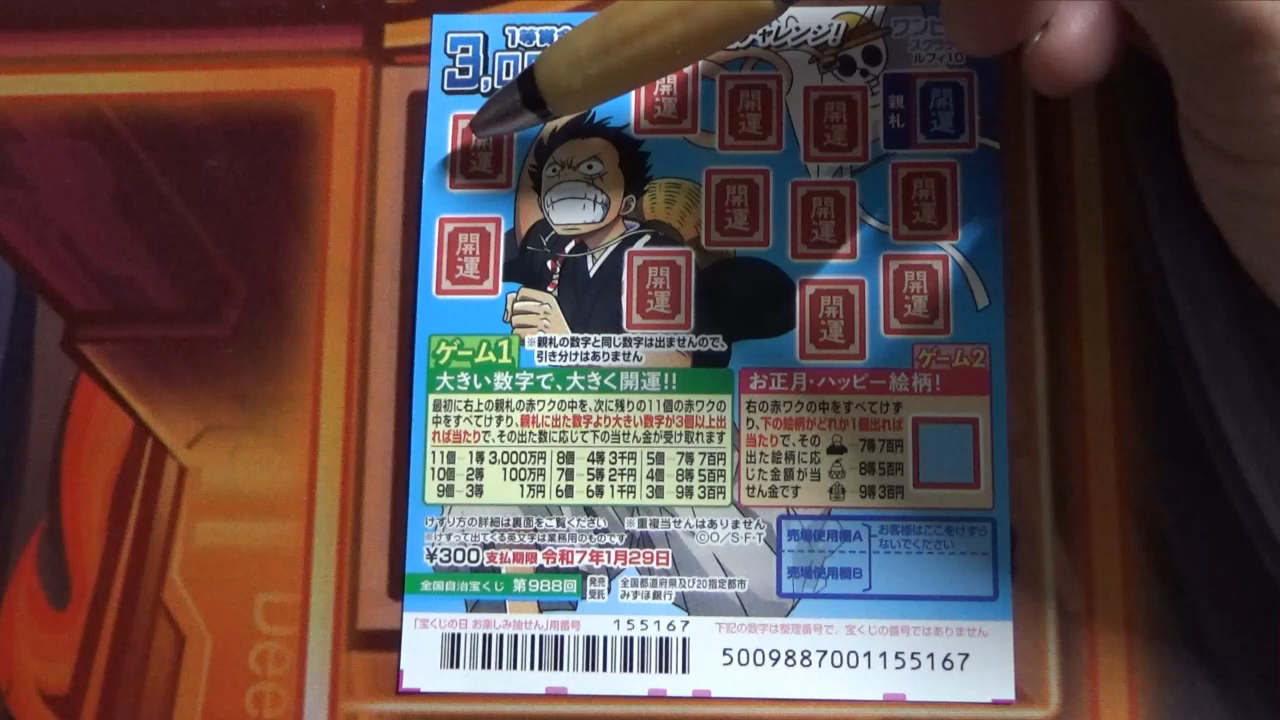 1等賞
3,0
ャレンジ!
ワンピ
スクラッチ
ルフィ10
開運
開運
開運
開運
親札
開運
開運
開運
開運
開運
開運
開運
開運
ゲーム1
※親札の数字と同じ数字は出ませんので、
引き分けはありません
大きい数字で、大きく開運!!
最初に右上の親札の赤ワクの中を、次に残りの11個の赤ワクの
中をすべてけずり、親札に出た数字より大きい数字が3個以上出
れば当たりで、その出た数に応じて下の当せん金が受け取れます
11個―1等 3,000万円 8個―4等 3千円 5個―7等 7百円
10個―2等 100万円 7個―5等 2千円 4個―8等 5百円
9個―3等 1万円 6個―6等 1千円 3個―9等 3百円
ゲーム2
お正月・ハッピー絵柄!
右の赤ワクの中をすべてけず
り、下の絵柄がどれか1個出れば
当たりで、その
出た絵柄に応
じた金額が当
せん金です
―7等 7百円
―8等 5百円
―9等 3百円
けずり方の詳細は裏面をご覧ください ※重複当せんはありません
※けずって出てくる英文字は業務用のものです ©O/S・F・T
¥300 支払期限 令和7年1月29日
売場使用欄A
売場使用欄B
お客様はここをけずら
ないでください
全国自治宝くじ 第988回
発売 全国都道府県及び20指定都市
受託 みずほ銀行
「宝くじの日 お楽しみ抽せん」用番号 155167
下記の数字は整理番号で、宝くじの番号ではありません
5009887001155167